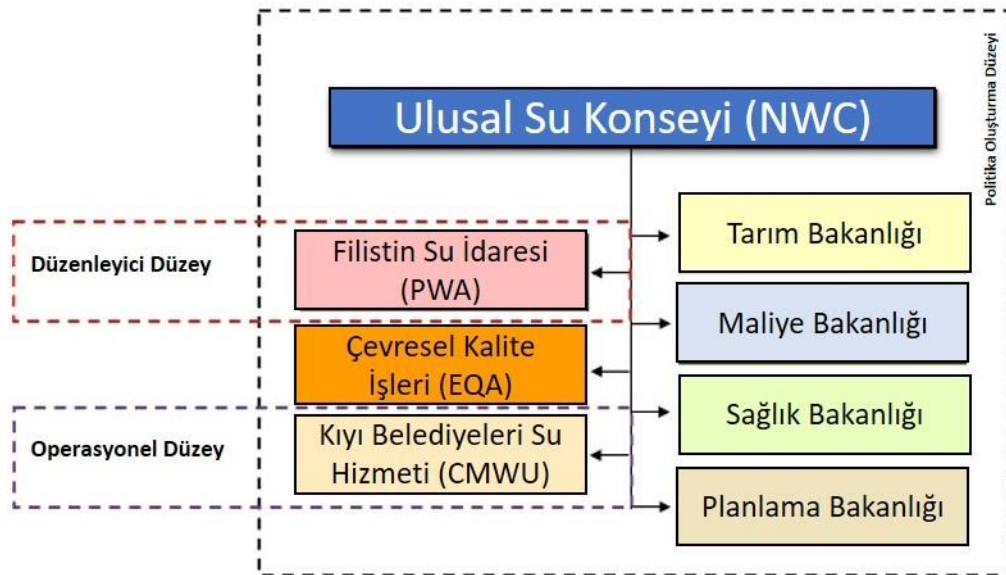 Politika Oluşturma Düzeyi
Ulusal Su Konseyi (NWC)
Düzenleyici Düzey
Filistin Su İdaresi
(PWA)
Çevresel Kalite
İşleri (EQA)
Operasyonel Düzey
Kıyı Belediyeleri Su
Hizmeti (CMWU)
Tarım Bakanlığı
Maliye Bakanlığı
Sağlık Bakanlığı
Planlama Bakanlığı